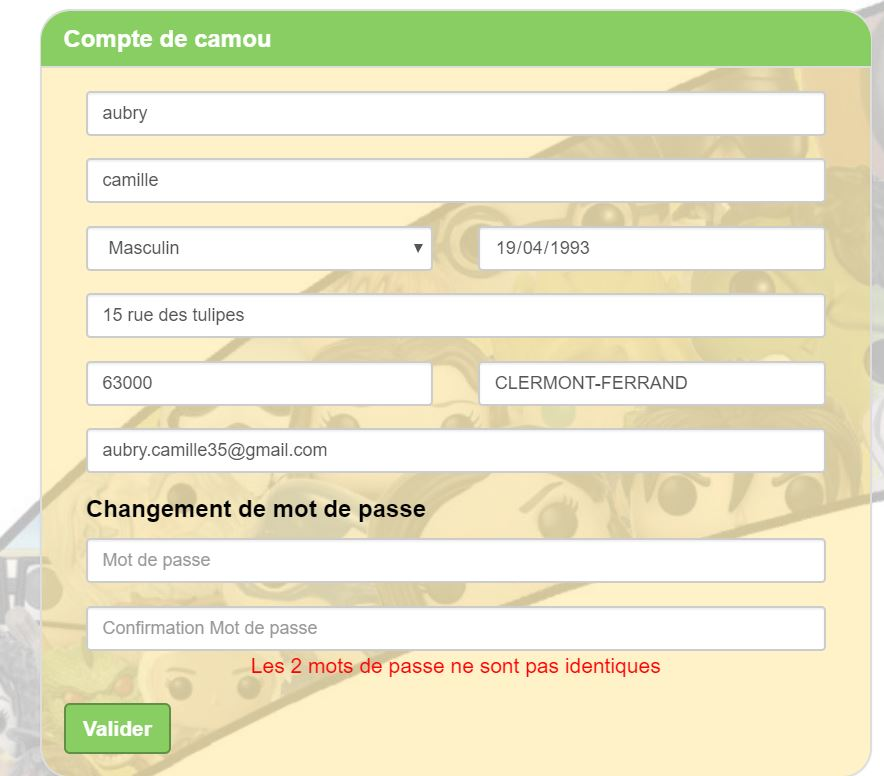 Compte de camou
aubry
camille
Masculin 19/04/1993
15 rue des tulipes
63000 CLERMONT-FERRAND
aubry.camille35@gmail.com
Changement de mot de passe
Mot de passe
Confirmation Mot de passe
Les 2 mots de passe ne sont pas identiques
Valider